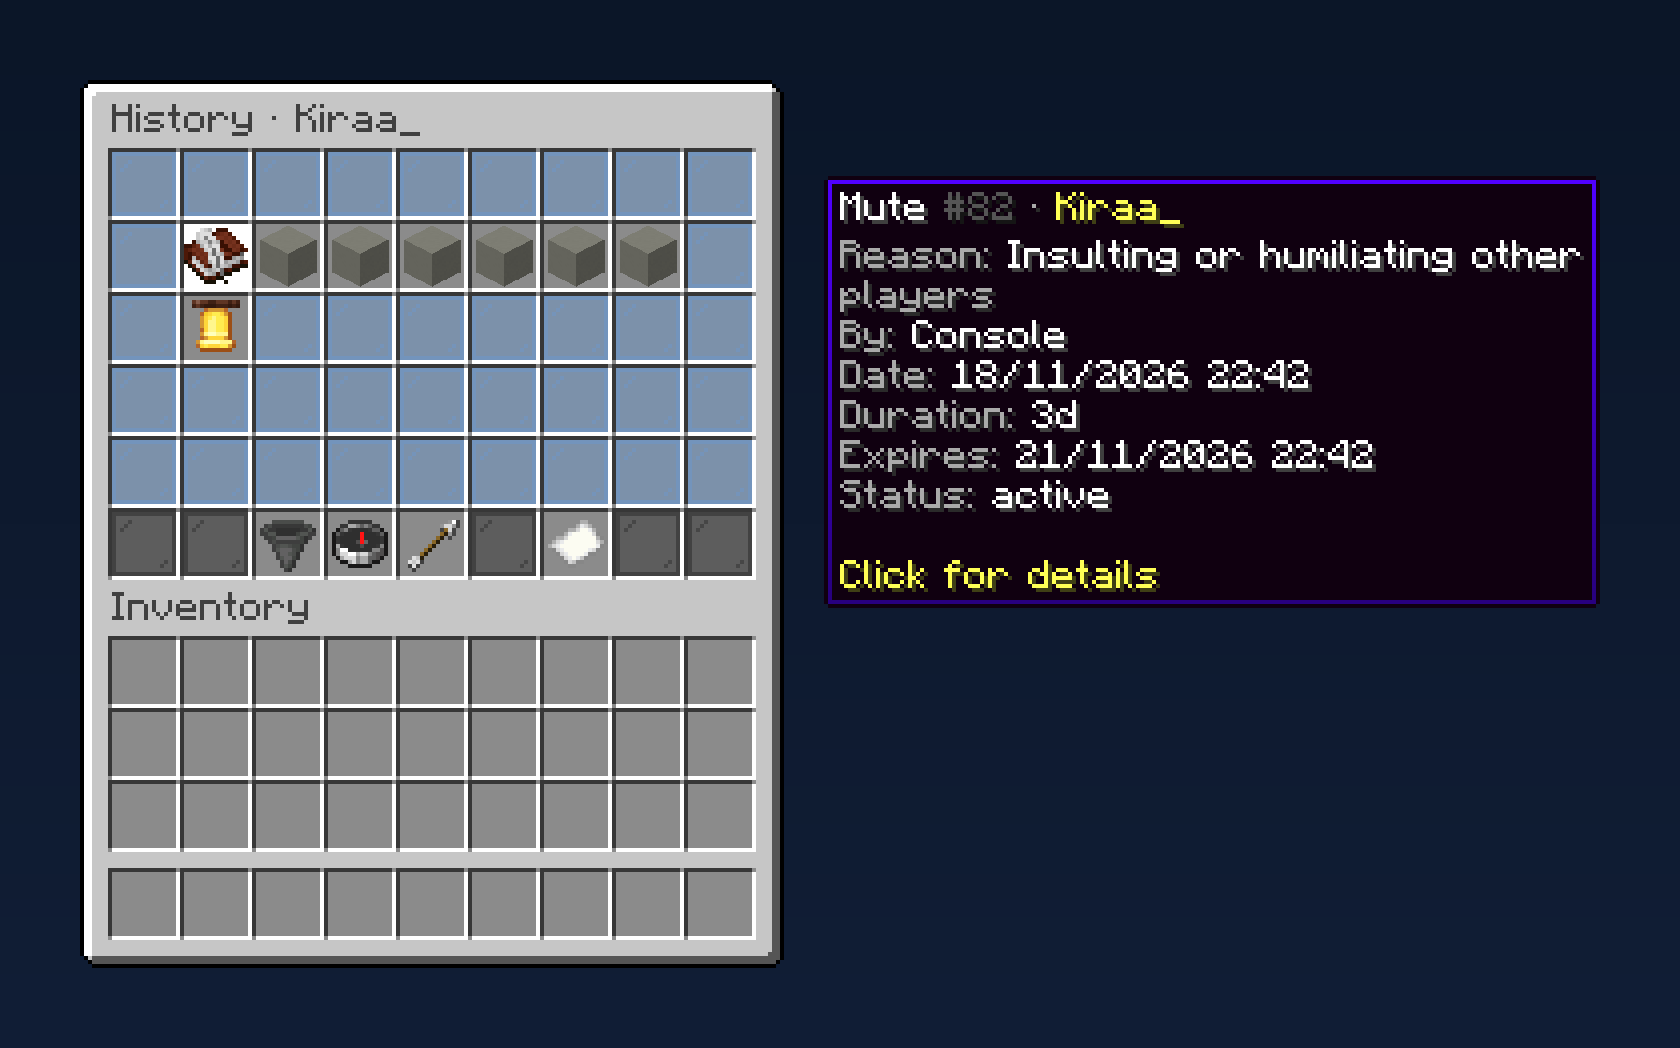 History · Kiraa_
Mute #82 · Kiraa_
Reason: Insulting or humiliating other
players
By: Console
Date: 18/11/2026 22:42
Duration: 3d
Expires: 21/11/2026 22:42
Status: active
Click for details
Inventory